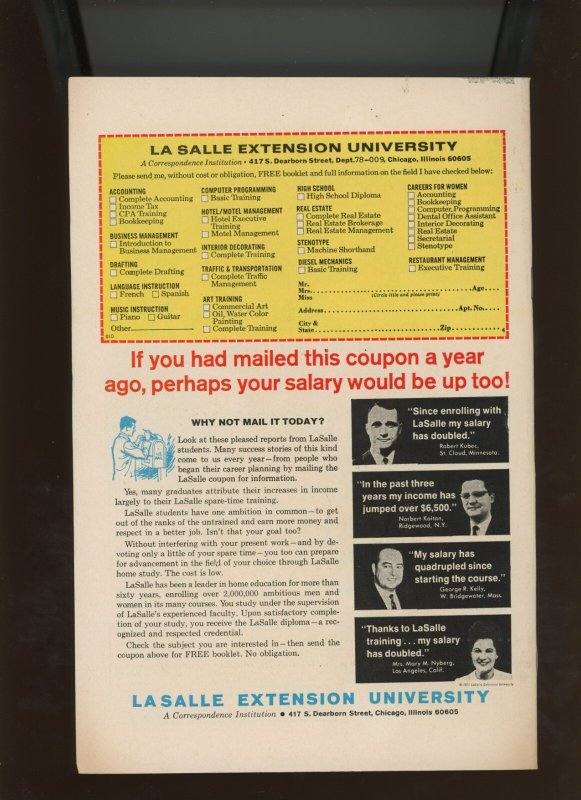 LA SALLE EXTENSION UNIVERSITY
A Correspondence Institution • 417 S. Dearborn Street, Dept. 78-009, Chicago, Illinois 60605
Please send me, without cost or obligation, FREE booklet and full information on the field I have checked below:
ACCOUNTING
Complete Accounting
Income Tax
CPA Training
Bookkeeping
BUSINESS MANAGEMENT
Introduction to
Business Management
DRAFTING
Complete Drafting
LANGUAGE INSTRUCTION
French Spanish
MUSIC INSTRUCTION
Piano Guitar
Other
COMPUTER PROGRAMMING
Basic Training
HOTEL/MOTEL MANAGEMENT
Hotel Executive
Training
Motel Management
INTERIOR DECORATING
Complete Training
TRAFFIC & TRANSPORTATION
Complete Traffic
Management
ART TRAINING
Commercial Art
Oil, Water Color
Painting
Complete Training
HIGH SCHOOL
High School Diploma
REAL ESTATE
Complete Real Estate
Real Estate Brokerage
Real Estate Management
STENOTYPE
Machine Shorthand
DIESEL MECHANICS
Basic Training
CAREERS FOR WOMEN
Accounting
Bookkeeping
Computer Programming
Dental Office Assistant
Interior Decorating
Real Estate
Secretarial
Stenotype
RESTAURANT MANAGEMENT
Executive Training
Mr.
Mrs. Age
Miss (Circle title and please print)
Address Apt. No.
City &
State Zip
If you had mailed this coupon a year
ago, perhaps your salary would be up too!
WHY NOT MAIL IT TODAY?
Look at these pleased reports from LaSalle
students. Many success stories of this kind
come to us every year—from people who
began their career planning by mailing the
LaSalle coupon for information.
Yes, many graduates attribute their increases in income
largely to their LaSalle spare-time training.
LaSalle students have one ambition in common—to get
out of the ranks of the untrained and earn more money and
respect in a better job. Isn't that your goal too?
Without interfering with your present work—and by de-
voting only a little of your spare time—you too can prepare
for advancement in the field of your choice through LaSalle
home study. The cost is low.
LaSalle has been a leader in home education for more than
sixty years, enrolling over 2,000,000 ambitious men and
women in its many courses. You study under the supervision
of LaSalle's experienced faculty. Upon satisfactory comple-
tion of your study, you receive the LaSalle diploma—a rec-
ognized and respected credential.
Check the subject you are interested in—then send the
coupon above for FREE booklet. No obligation.
"Since enrolling with
LaSalle my salary
has doubled."
Robert Kubec,
St. Cloud, Minnesota.
"In the past three
years my income has
jumped over $6,500."
Norbert Koitan,
Ridgewood, N.Y.
"My salary has
quadrupled since
starting the course."
George R. Kelly,
W. Bridgewater, Mass.
"Thanks to LaSalle
training . . . my salary
has doubled."
Mrs. Mary M. Nyberg,
Los Angeles, Calif.
© 1971 LaSalle Extension University
LA SALLE EXTENSION UNIVERSITY
A Correspondence Institution • 417 S. Dearborn Street, Chicago, Illinois 60605